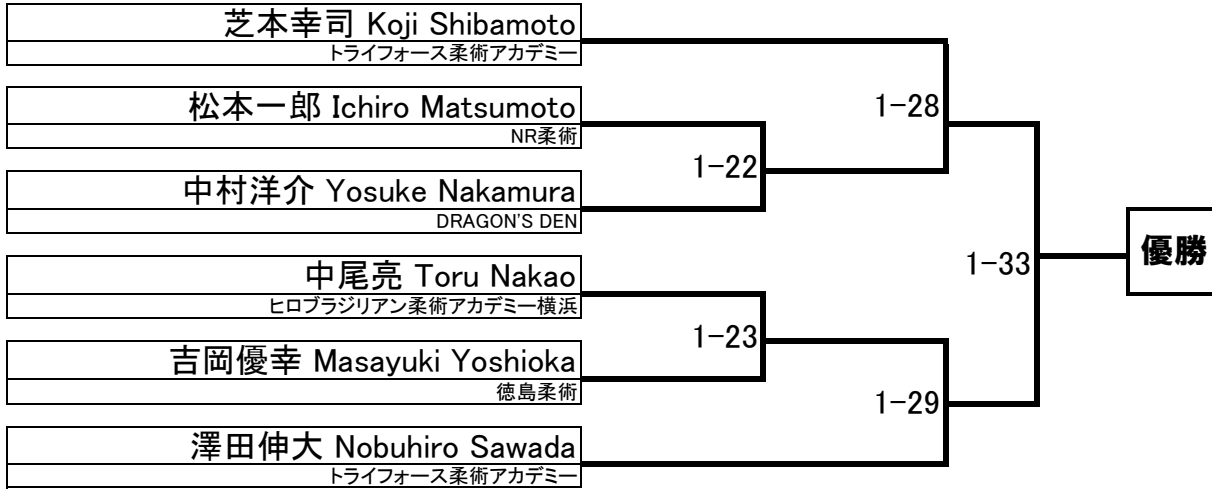 芝本幸司 Koji Shibamoto
トライフォース柔術アカデミー
松本一郎 Ichiro Matsumoto
NR柔術
中村洋介 Yosuke Nakamura
DRAGON'S DEN
中尾亮 Toru Nakao
ヒロブラジリアン柔術アカデミー横浜
吉岡優幸 Masayuki Yoshioka
徳島柔術
澤田伸大 Nobuhiro Sawada
トライフォース柔術アカデミー
1-22
1-23
1-28
1-29
1-33
優勝